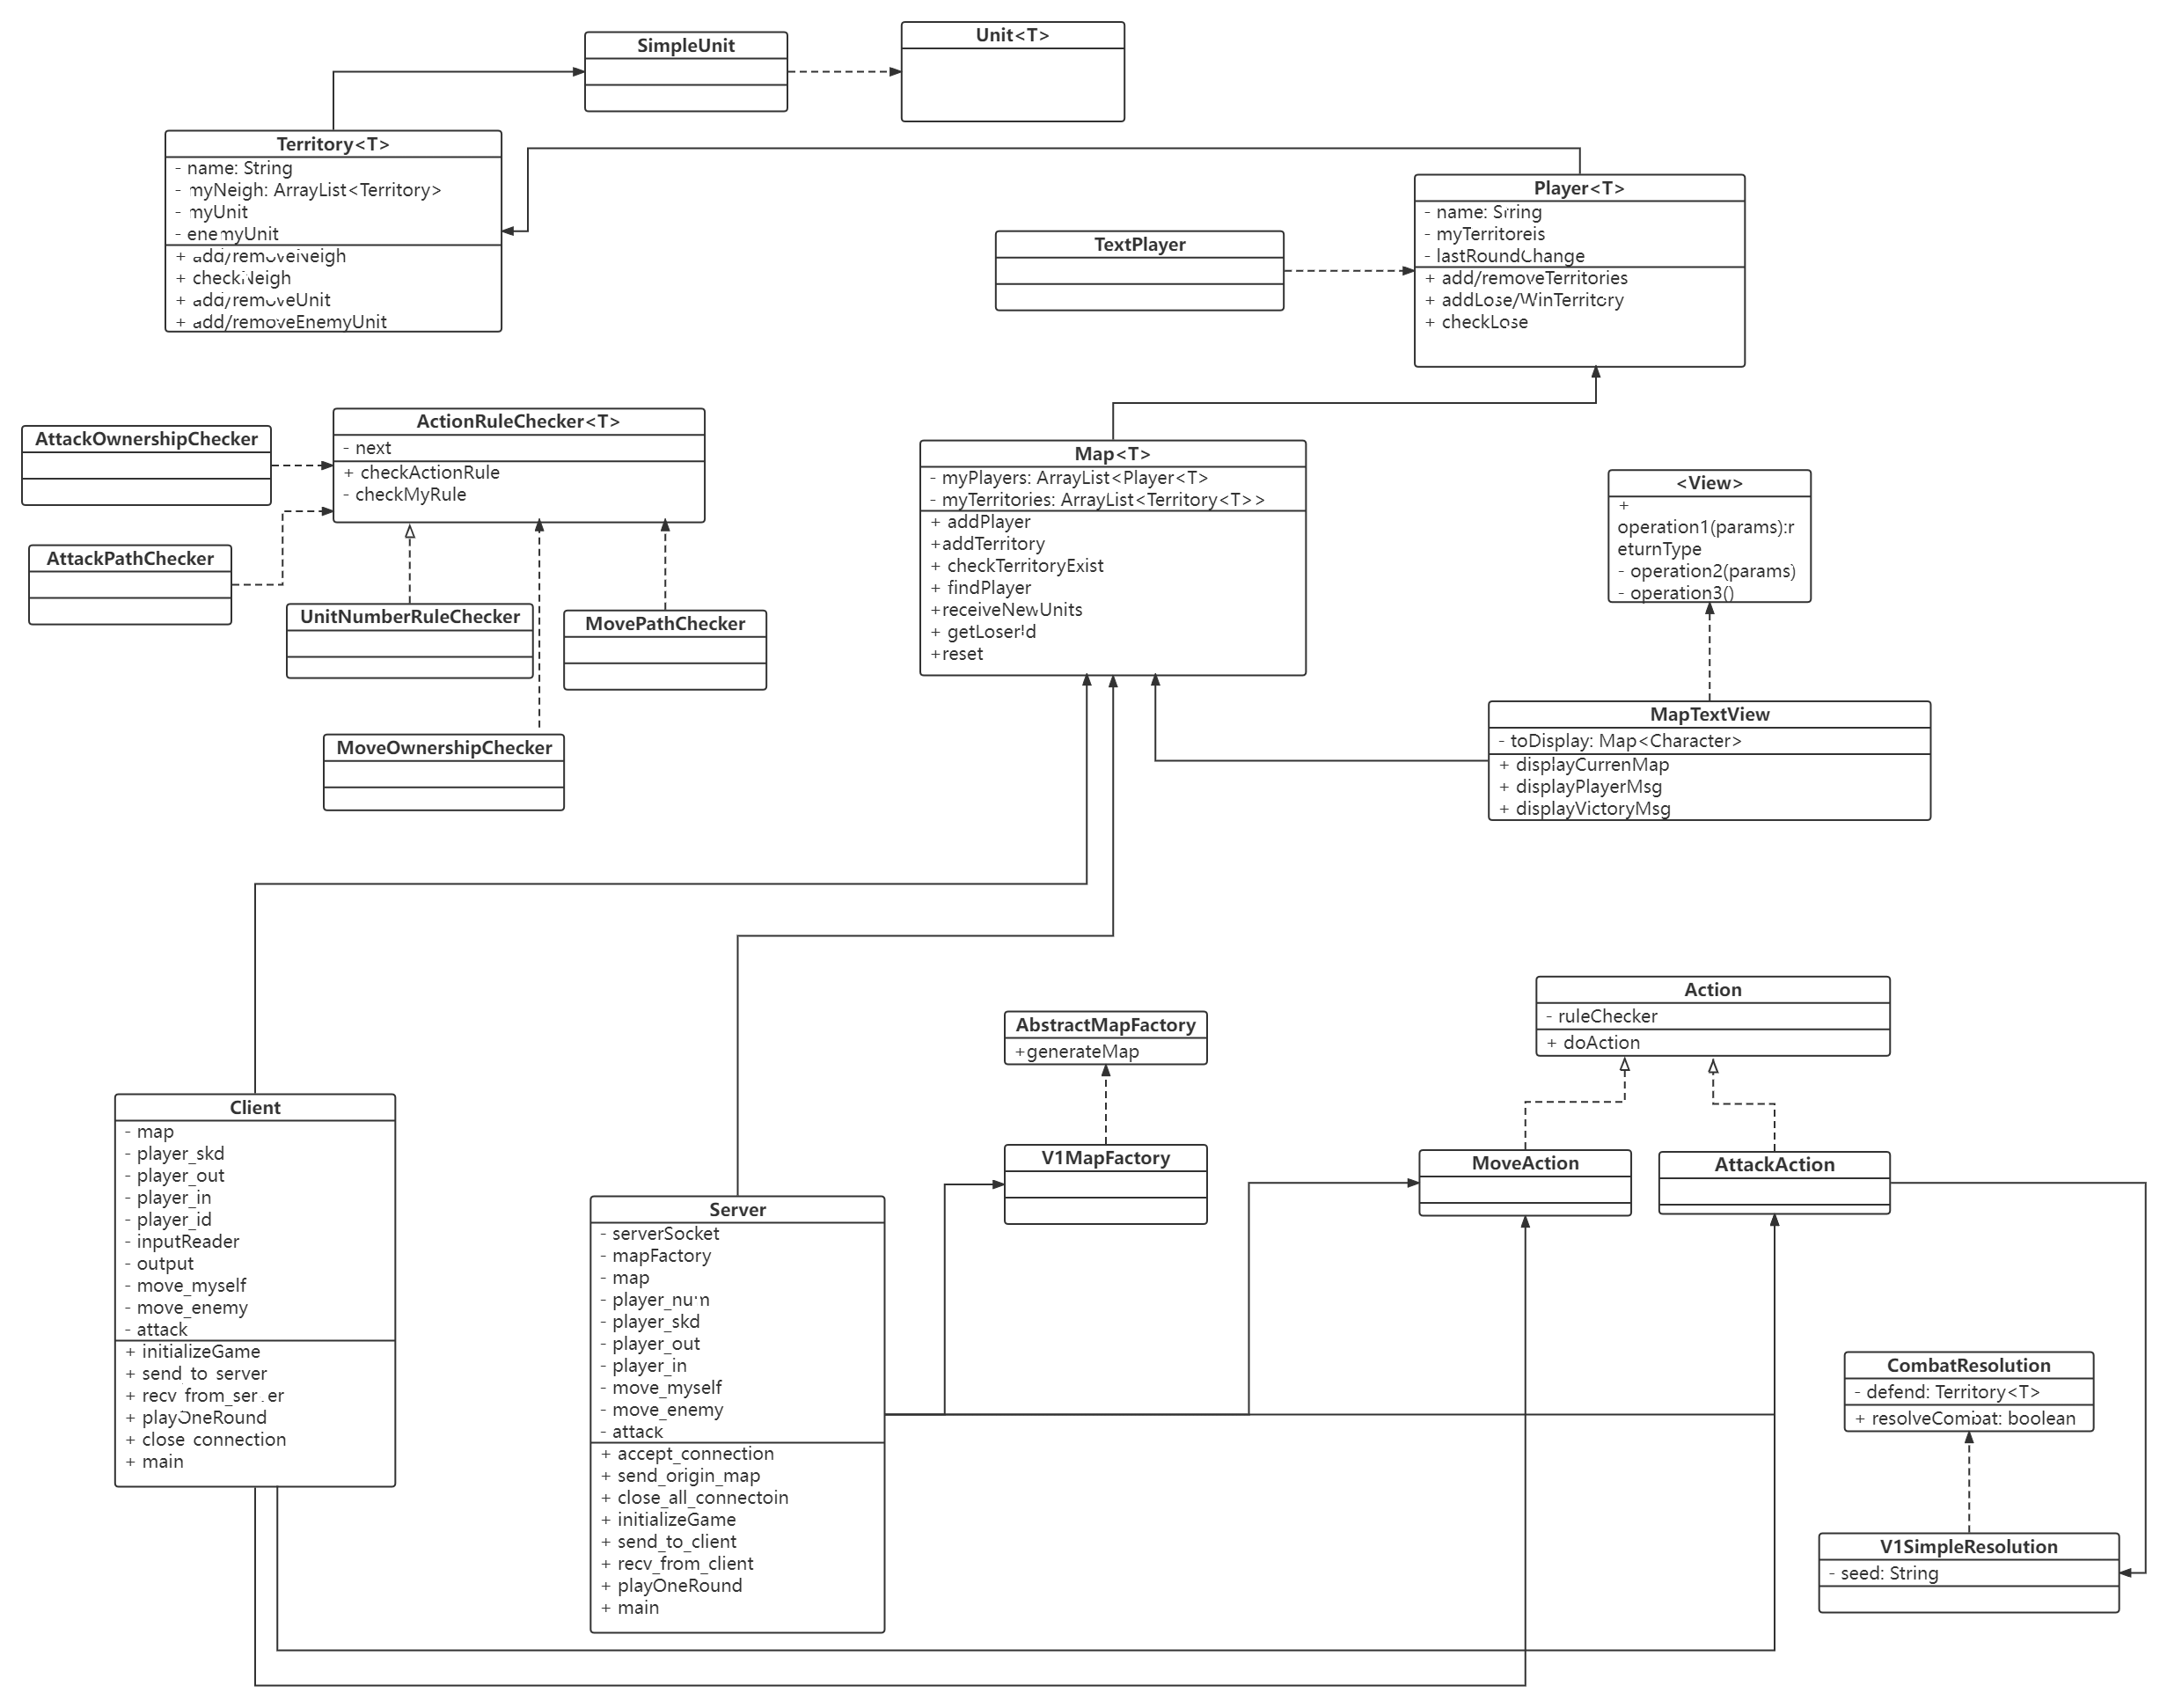 SimpleUnit
Unit<T>
Territory<T>
- name: String
- myNeigh: ArrayList<Territory>
- myUnit
- enemyUnit
+ add/removeNeigh
+ checkNeigh
+ add/removeUnit
+ add/removeEnemyUnit
Player<T>
- name: Srring
- myTerritoreis
- lastRoundChange
+ add/removeTerritories
+ addLose/WinTerritory
+ checkLose
TextPlayer
ActionRuleChecker<T>
- next
+ checkActionRule
- checkMyRule
AttackOwnershipChecker
AttackPathChecker
UnitNumberRuleChecker
MovePathChecker
MoveOwnershipChecker
Map<T>
- myPlayers: ArrayList<Player<T>
- myTerritories: ArrayList<Territory<T>>
+ addPlayer
+addTerritory
+ checkTerritoryExist
+ findPlayer
+receiveNewUnits
+ getLoserId
+reset
<View>
+
operation1(params):r
eturnType
- operation2(params)
- operation3()
MapTextView
- toDisplay: Map<Character>
+ displayCurrenMap
+ displayPlayerMsg
+ displayVictoryMsg
Action
- ruleChecker
+ doAction
AbstractMapFactory
+generateMap
Client
- map
- player_skd
- player_out
- player_in
- player_id
- inputReader
- output
- move_myself
- move_enemy
- attack
+ initializeGame
+ send_to_server
+ recv_from_server
+ playOneRound
+ close_connection
+ main
V1MapFactory
MoveAction
AttackAction
Server
- serverSocket
- mapFactory
- map
- player_num
- player_skd
- player_out
- player_in
- move_myself
- move_enemy
- attack
+ accept_connection
+ send_origin_map
+ close_all_connectoin
+ initializeGame
+ send_to_client
+ recv_from_client
+ playOneRound
+ main
CombatResolution
- defend: Territory<T>
+ resolveCombat: boolean
V1SimpleResolution
- seed: String